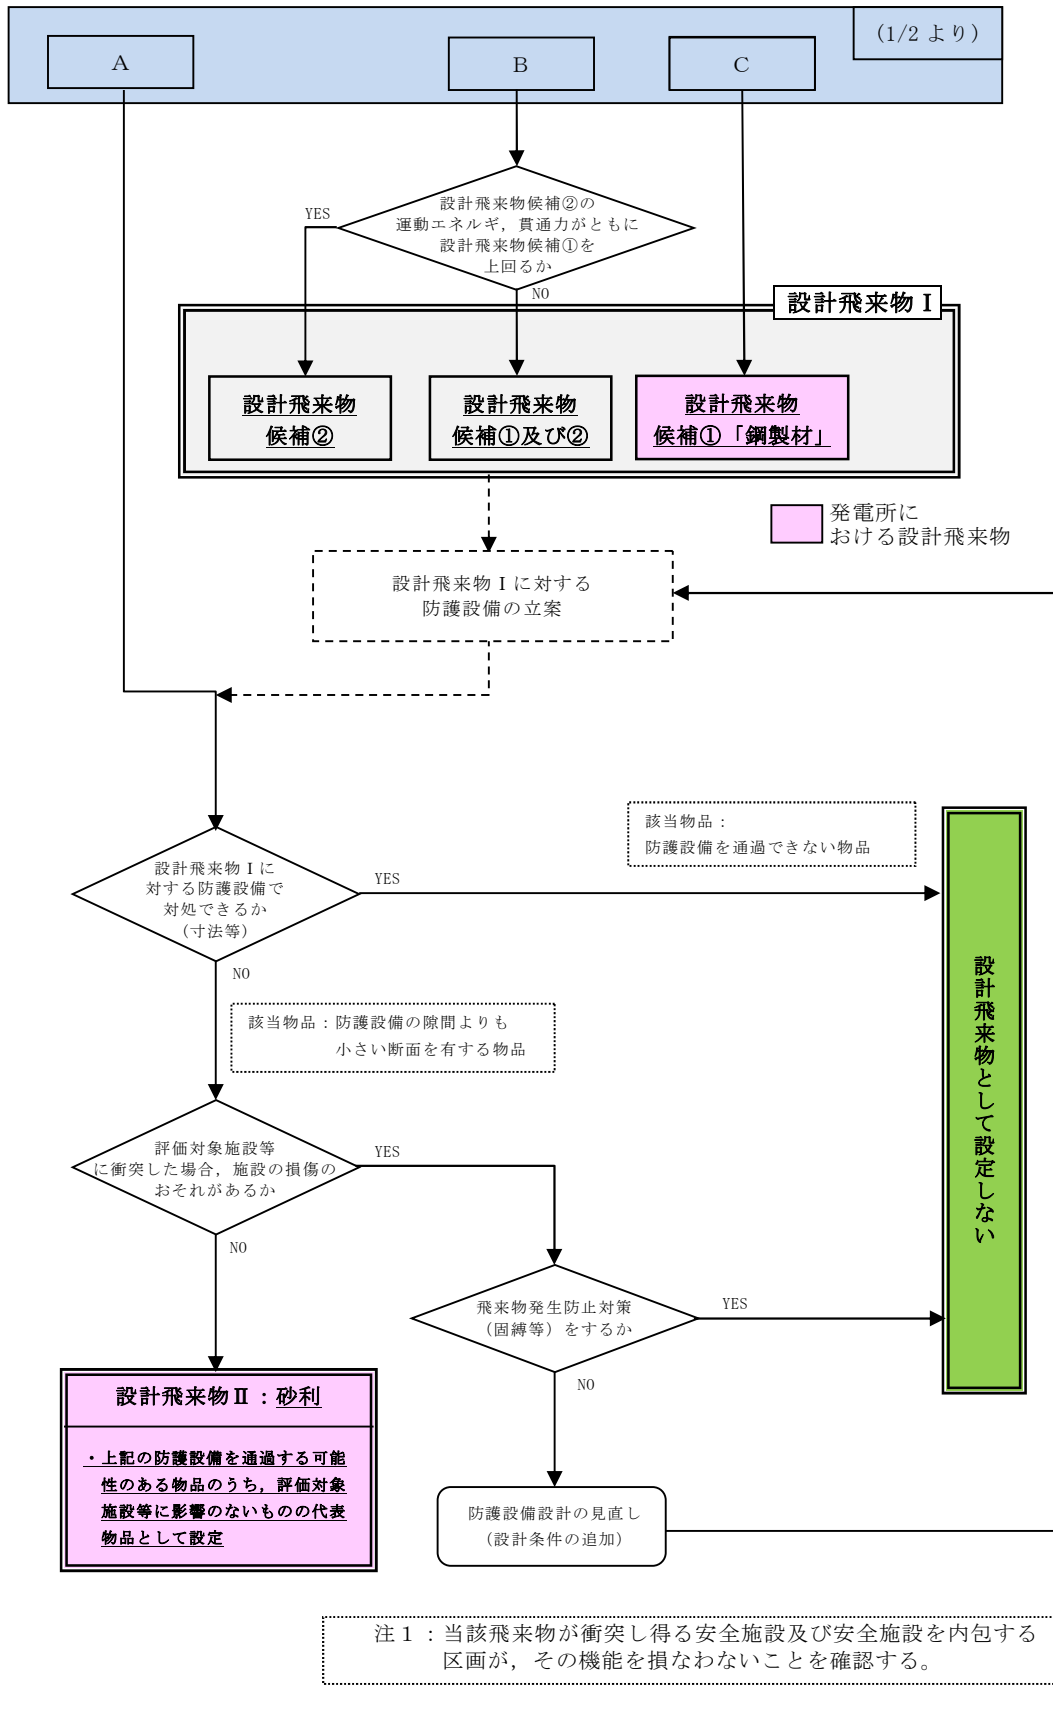 (1/2 より)
A
B
C
設計飛来物候補②の
運動エネルギ，貫通力がともに
設計飛来物候補①を
上回るか
YES
NO
設計飛来物Ⅰ
設計飛来物
候補②
設計飛来物
候補①及び②
設計飛来物
候補①「鋼製材」
発電所に
おける設計飛来物
設計飛来物Ⅰに対する
防護設備の立案
該当物品：
防護設備を通過できない物品
設計飛来物Ⅰに
対する防護設備で
対処できるか
（寸法等）
YES
NO
該当物品：防護設備の隙間よりも
小さい断面を有する物品
設計飛来物として設定しない
評価対象施設等
に衝突した場合，施設の損傷の
おそれがあるか
YES
NO
飛来物発生防止対策
（固縛等）をするか
YES
NO
設計飛来物Ⅱ：砂利
・上記の防護設備を通過する可能
性のある物品のうち，評価対象
施設等に影響のないものの代表
物品として設定
防護設備設計の見直し
（設計条件の追加）
注１：当該飛来物が衝突し得る安全施設及び安全施設を内包する
区画が，その機能を損なわないことを確認する。